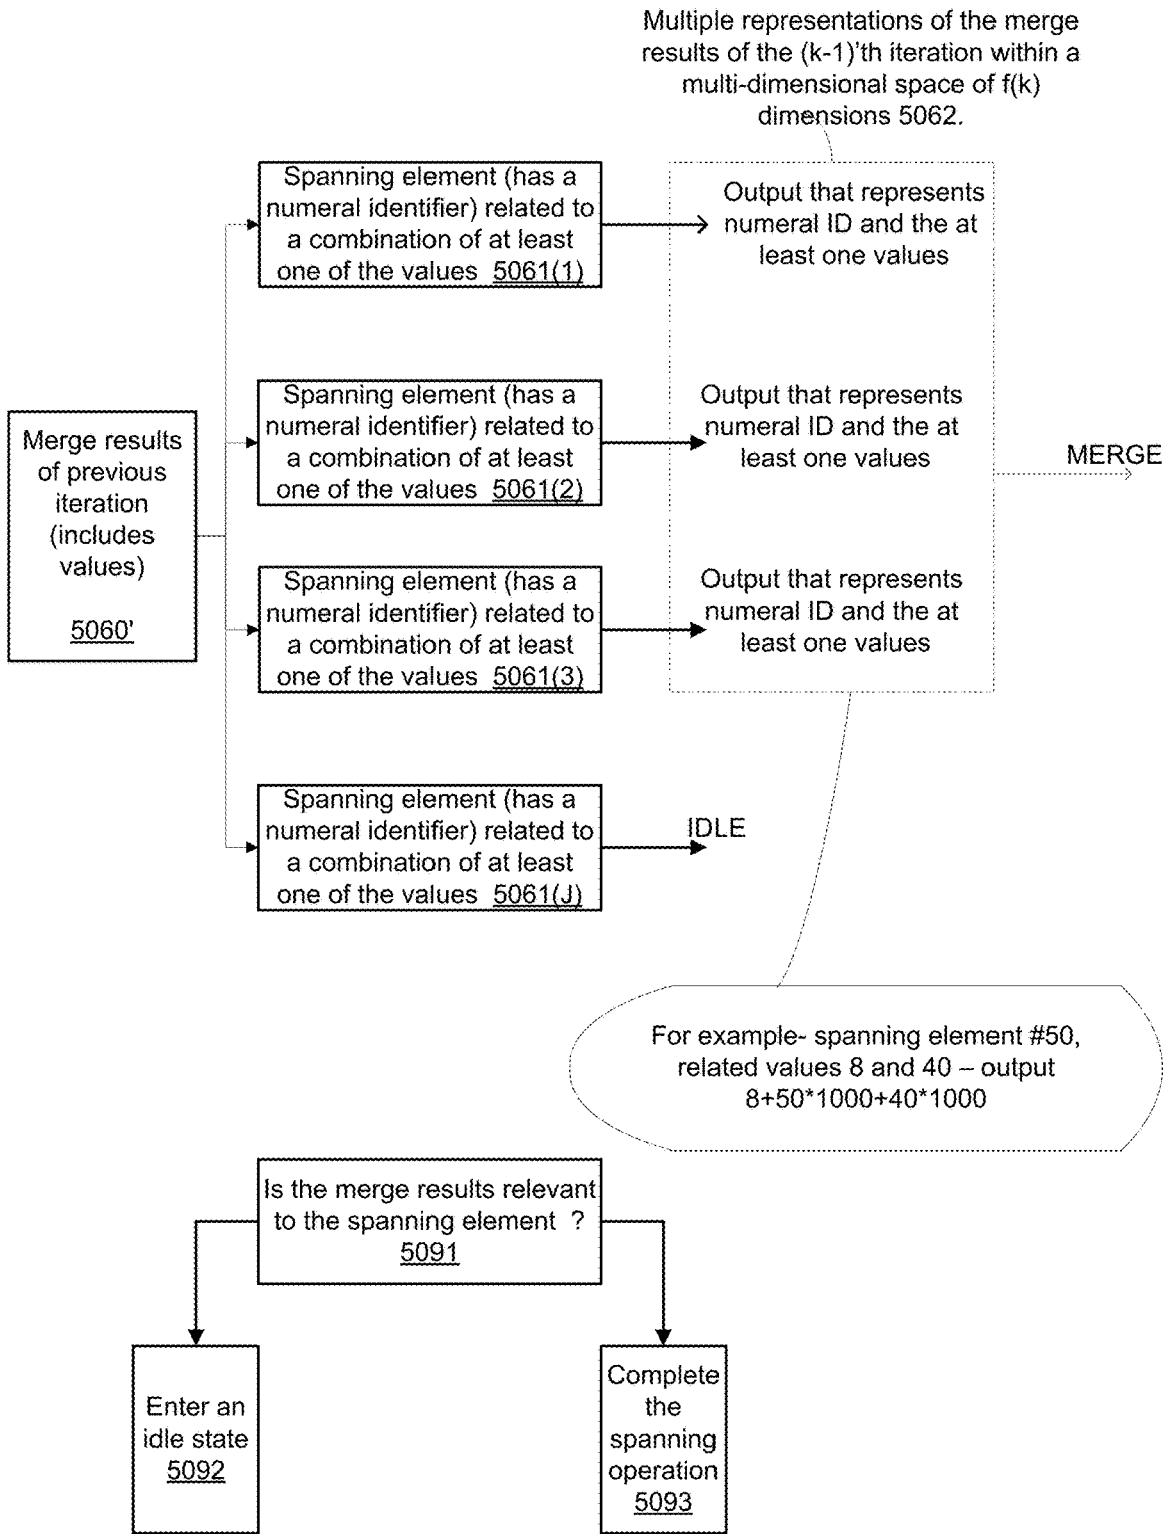 Multiple representations of the merge
results of the (k-1)'th iteration within a
multi-dimensional space of f(k)
dimensions 5062.
Spanning element (has a
numeral identifier) related to
a combination of at least
one of the values 5061(1)
Output that represents
numeral ID and the at
least one values
Spanning element (has a
numeral identifier) related to
a combination of at least
one of the values 5061(2)
Output that represents
numeral ID and the at
least one values
Merge results
of previous
iteration
(includes
values)
5060'
MERGE
Spanning element (has a
numeral identifier) related to
a combination of at least
one of the values 5061(3)
Output that represents
numeral ID and the at
least one values
Spanning element (has a
numeral identifier) related to
a combination of at least
one of the values 5061(J)
IDLE
For example- spanning element #50,
related values 8 and 40 – output
8+50*1000+40*1000
Is the merge results relevant
to the spanning element ?
5091
Enter an
idle state
5092
Complete
the
spanning
operation
5093